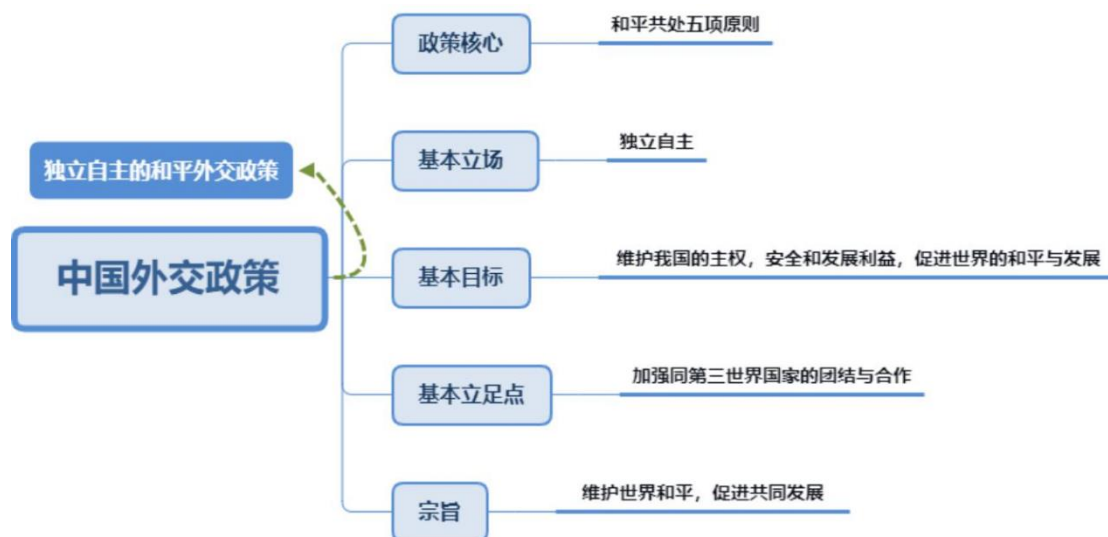 政策核心
和平共处五项原则
独立自主的和平外交政策
基本立场
独立自主
中国外交政策
基本目标
维护我国的主权，安全和发展利益，促进世界的和平与发展
基本立足点
加强同第三世界国家的团结与合作
宗旨
维护世界和平，促进共同发展